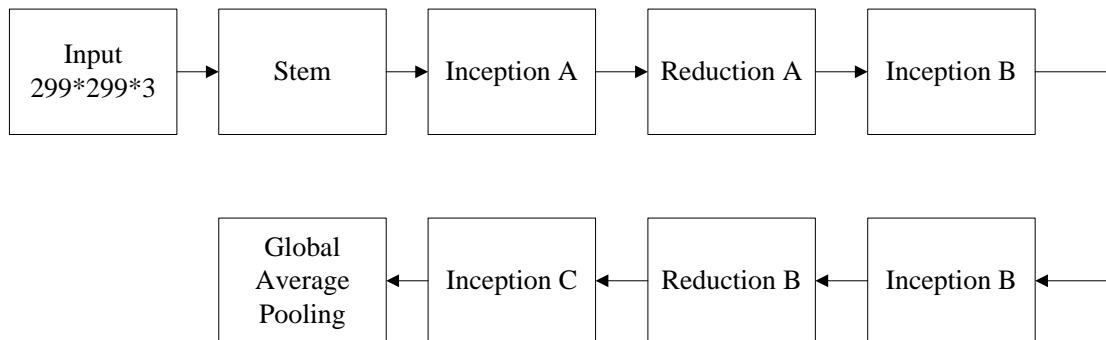 Input
299*299*3
Stem
Inception A
Reduction A
Inception B
Inception B
Reduction B
Inception C
Global
Average
Pooling